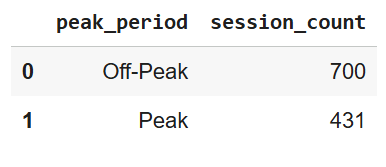 peak_period session_count
0 Off-Peak 700
1 Peak 431